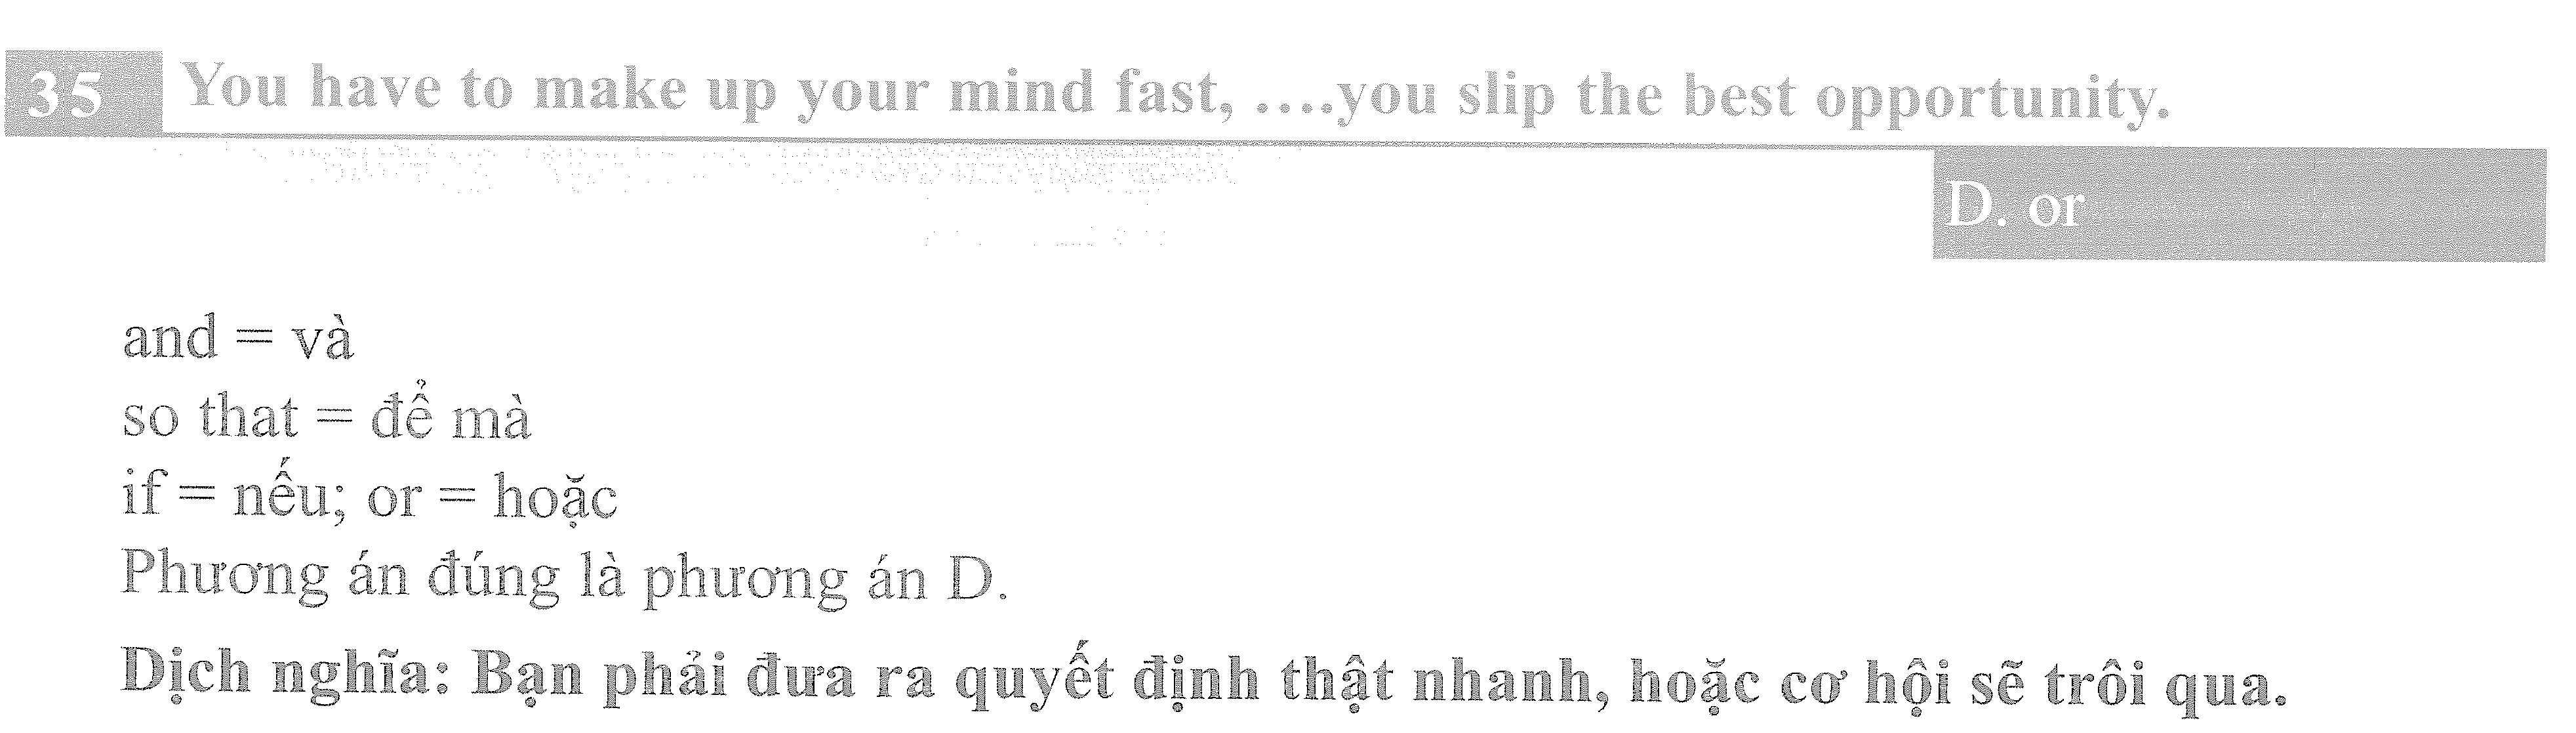 35 You have to make up your mind fast, ....you slip the best opportunity.
D. or
and = và
so that = để mà
if = nếu; or = hoặc
Phương án đúng là phương án D.
Dịch nghĩa: Bạn phải đưa ra quyết định thật nhanh, hoặc cơ hội sẽ trôi qua.